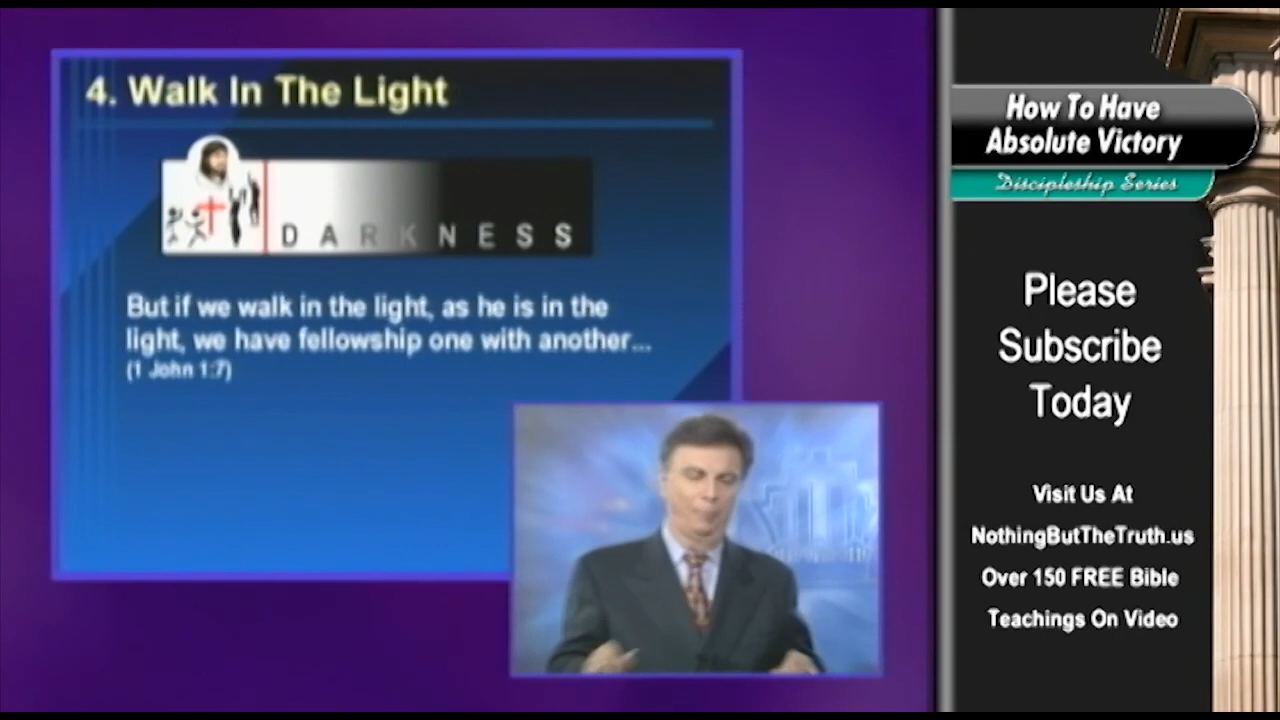 4. Walk In The Light
DARKNESS
But if we walk in the light, as he is in the
light, we have fellowship one with another...
(1 John 1:7)
How To Have
Absolute Victory
Discipleship Series
Please
Subscribe
Today
Visit Us At
NothingButTheTruth.us
Over 150 FREE Bible
Teachings On Video